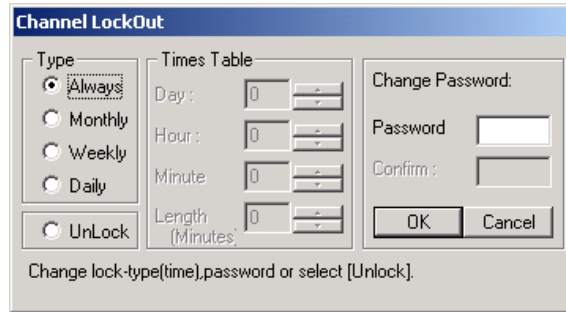 Channel LockOut
Type
Always
Monthly
Weekly
Daily
UnLock
Times Table
Day : 0
Hour : 0
Minute 0
Length 0
(Minutes)
Change Password:
Password
Confirm :
OK Cancel
Change lock-type(time),password or select [Unlock].